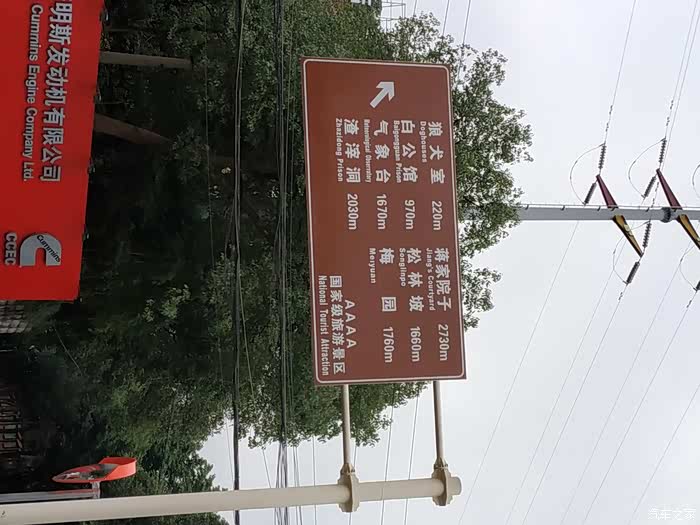 狼犬室 220m
Doghouses
白公馆 970m
Baigongguan Prison
气象台 1670m
渣滓洞 2030m
Zhazidong Prison
蒋家院子 2730m
Jiang's Courtyard
松林坡 1660m
Songlinpo
梅园 1760m
Meiyuan
AAAA
国家级旅游景区
National Tourist Attraction
明斯发动机有限公司
Cummins Engine Company Ltd.
Cummins
CCEC
汽车之家